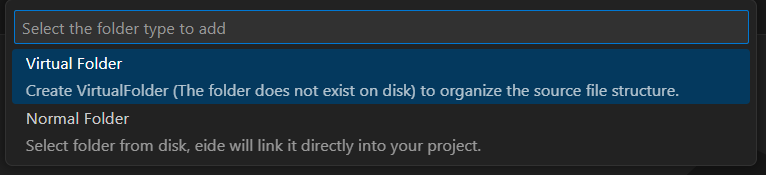 Select the folder type to add
Virtual Folder
Create VirtualFolder (The folder does not exist on disk) to organize the source file structure.
Normal Folder
Select folder from disk, eide will link it directly into your project.